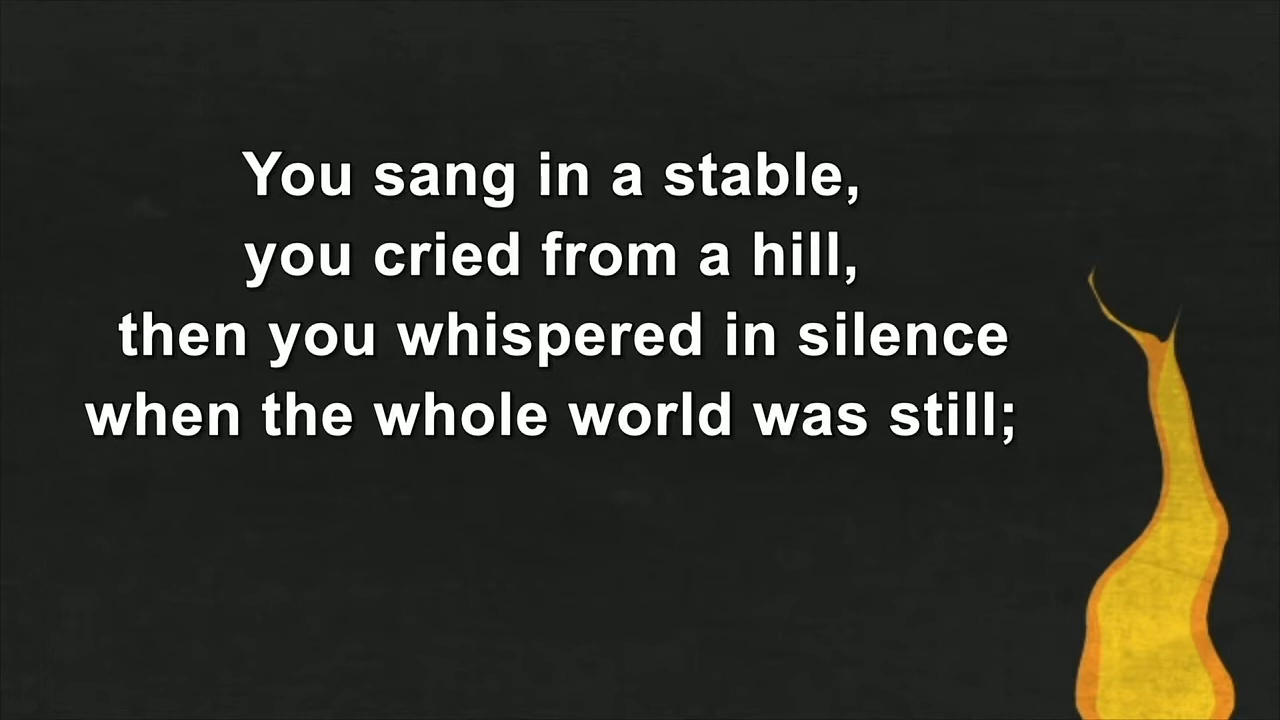 You sang in a stable,
you cried from a hill,
then you whispered in silence
when the whole world was still;